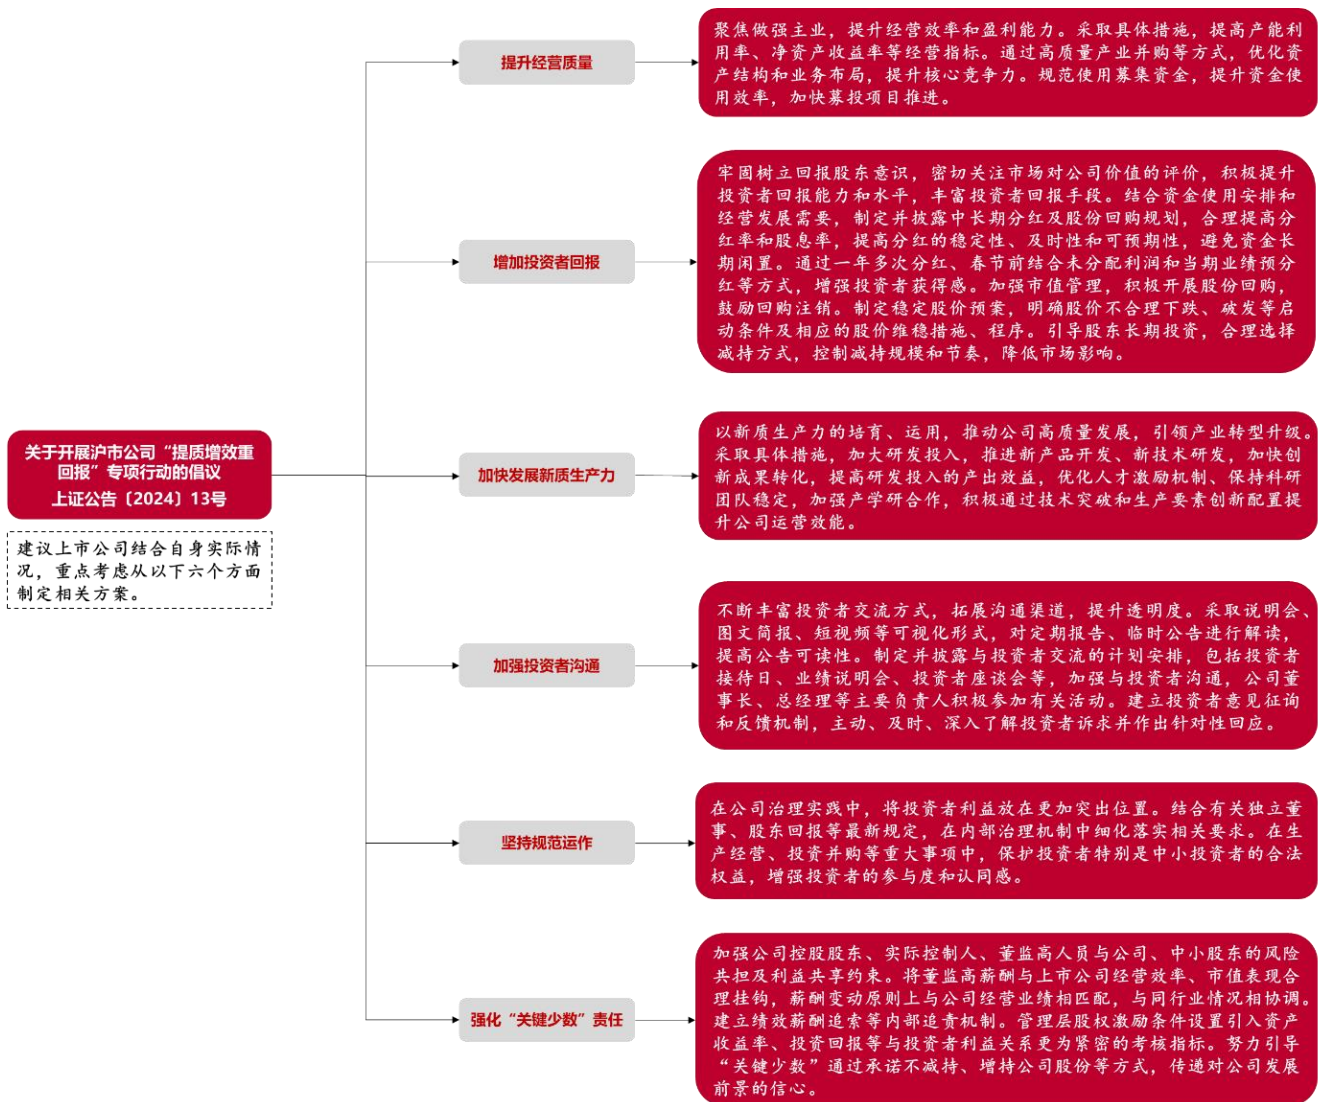 提升经营质量
聚焦做强主业，提升经营效率和盈利能力。采取具体措施，提高产能利
用率、净资产收益率等经营指标。通过高质量产业并购等方式，优化资
产结构和业务布局，提升核心竞争力。规范使用募集资金，提升资金使
用效率，加快募投项目推进。
增加投资者回报
牢固树立回报股东意识，密切关注市场对公司价值的评价，积极提升
投资者回报能力和水平，丰富投资者回报手段。结合资金使用安排和
经营发展需要，制定并披露中长期分红及股份回购规划，合理提高分
红率和股息率，提高分红的稳定性、及时性和可预期性，避免资金长
期闲置。通过一年多次分红、春节前结合未分配利润和当期业绩预分
红等方式，增强投资者获得感。加强市值管理，积极开展股份回购，
鼓励回购注销。制定稳定股价预案，明确股价不合理下跌、破发等启
动条件及相应的股价维稳措施、程序。引导股东长期投资，合理选择
减持方式，控制减持规模和节奏，降低市场影响。
关于开展沪市公司“提质增效重
回报”专项行动的倡议
上证公告〔2024〕13号
建议上市公司结合自身实际情
况，重点考虑从以下六个方面
制定相关方案。
加快发展新质生产力
以新质生产力的培育、运用，推动公司高质量发展，引领产业转型升级。
采取具体措施，加大研发投入，推进新产品开发、新技术研发，加快创
新成果转化，提高研发投入的产出效益，优化人才激励机制、保持科研
团队稳定，加强产学研合作，积极通过技术突破和生产要素创新配置提
升公司运营效能。
加强投资者沟通
不断丰富投资者交流方式，拓展沟通渠道，提升透明度。采取说明会、
图文简报、短视频等可视化形式，对定期报告、临时公告进行解读，
提高公告可读性。制定并披露与投资者交流的计划安排，包括投资者
接待日、业绩说明会、投资者座谈会等，加强与投资者沟通，公司董
事长、总经理等主要负责人积极参加有关活动。建立投资者意见征询
和反馈机制，主动、及时、深入了解投资者诉求并作出针对性回应。
坚持规范运作
在公司治理实践中，将投资者利益放在更加突出位置。结合有关独立董
事、股东回报等最新规定，在内部治理机制中细化落实相关要求。在生
产经营、投资并购等重大事项中，保护投资者特别是中小投资者的合法
权益，增强投资者的参与度和认同感。
强化“关键少数”责任
加强公司控股股东、实际控制人、董监高人员与公司、中小股东的风险
共担及利益共享约束。将董监高薪酬与上市公司经营效率、市值表现合
理挂钩，薪酬变动原则上与公司经营业绩相匹配，与同行业情况相协调。
建立绩效薪酬追索等内部追责机制。管理层股权激励条件设置引入资产
收益率、投资回报等与投资者利益关系更为紧密的考核指标。努力引导
“关键少数”通过承诺不减持、增持公司股份等方式，传递对公司发展
前景的信心。